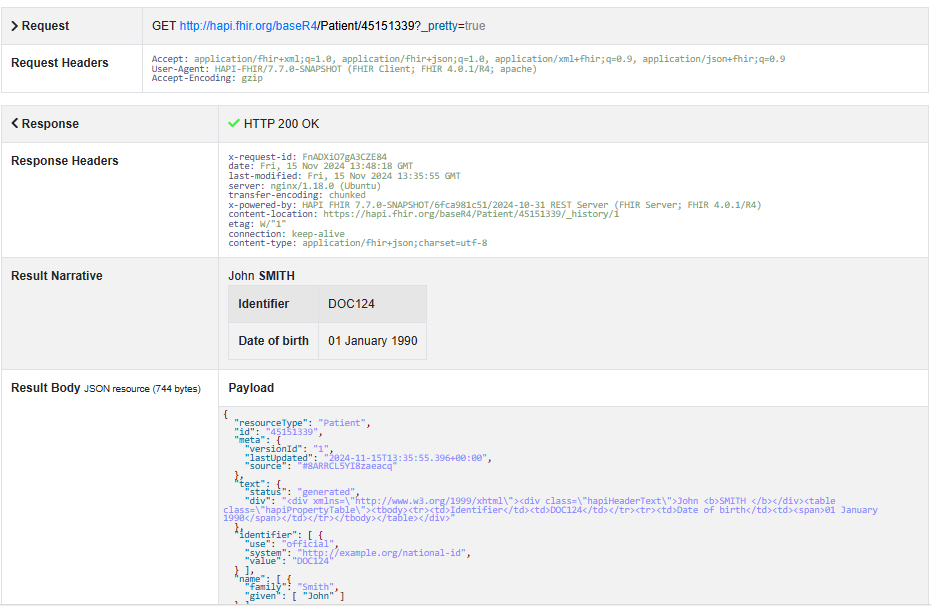 Request
GET http://hapi.fhir.org/baseR4/Patient/45151339?_pretty=true
Request Headers
Accept: application/fhir+xml;q=1.0, application/fhir+json;q=1.0, application/xml+fhir;q=0.9, application/json+fhir;q=0.9
User-Agent: HAPI-FHIR/7.7.0-SNAPSHOT (FHIR Client; FHIR 4.0.1/R4; apache)
Accept-Encoding: gzip
Response
HTTP 200 OK
Response Headers
x-request-id: FnADXiO7gA3CZE84
date: Fri, 15 Nov 2024 13:48:18 GMT
last-modified: Fri, 15 Nov 2024 13:35:55 GMT
server: nginx/1.18.0 (Ubuntu)
transfer-encoding: chunked
x-powered-by: HAPI FHIR 7.7.0-SNAPSHOT/6fca981c51/2024-10-31 REST Server (FHIR Server; FHIR 4.0.1/R4)
content-location: https://hapi.fhir.org/baseR4/Patient/45151339/_history/1
etag: W/"1"
connection: keep-alive
content-type: application/fhir+json;charset=utf-8
Result Narrative
John SMITH
Identifier DOC124
Date of birth 01 January 1990
Result Body JSON resource (744 bytes)
Payload
{
"resourceType": "Patient",
"id": "45151339",
"meta": {
"versionId": "1",
"lastUpdated": "2024-11-15T13:35:55.396+00:00",
"source": "#8ARRCL5YI8zaeacq"
},
"text": {
"status": "generated",
"div": "<div xmlns=\"http://www.w3.org/1999/xhtml\"><div class=\"hapiHeaderText\">John <b>SMITH </b></div><table
class=\"hapiPropertyTable\"><tbody><tr><td>Identifier</td><td>DOC124</td></tr><tr><td>Date of birth</td><td><span>01 January
1990</span></td></tr></tbody></table></div>"
},
"identifier": [ {
"use": "official",
"system": "http://example.org/national-id",
"value": "DOC124"
} ],
"name": [ {
"family": "Smith",
"given": [ "John" ]
} ]